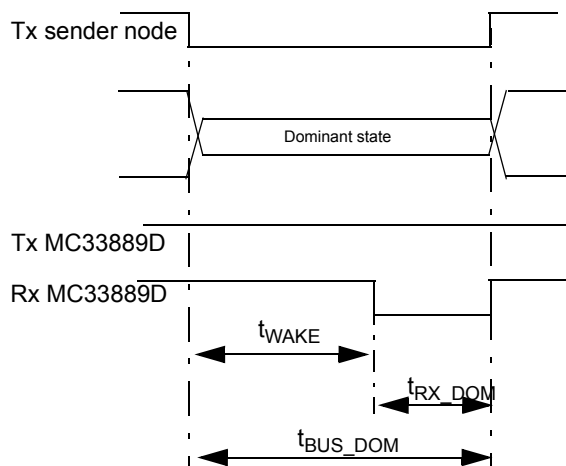 Tx sender node
Dominant state
Tx MC33889D
Rx MC33889D
tWAKE
tRX_DOM
tBUS_DOM